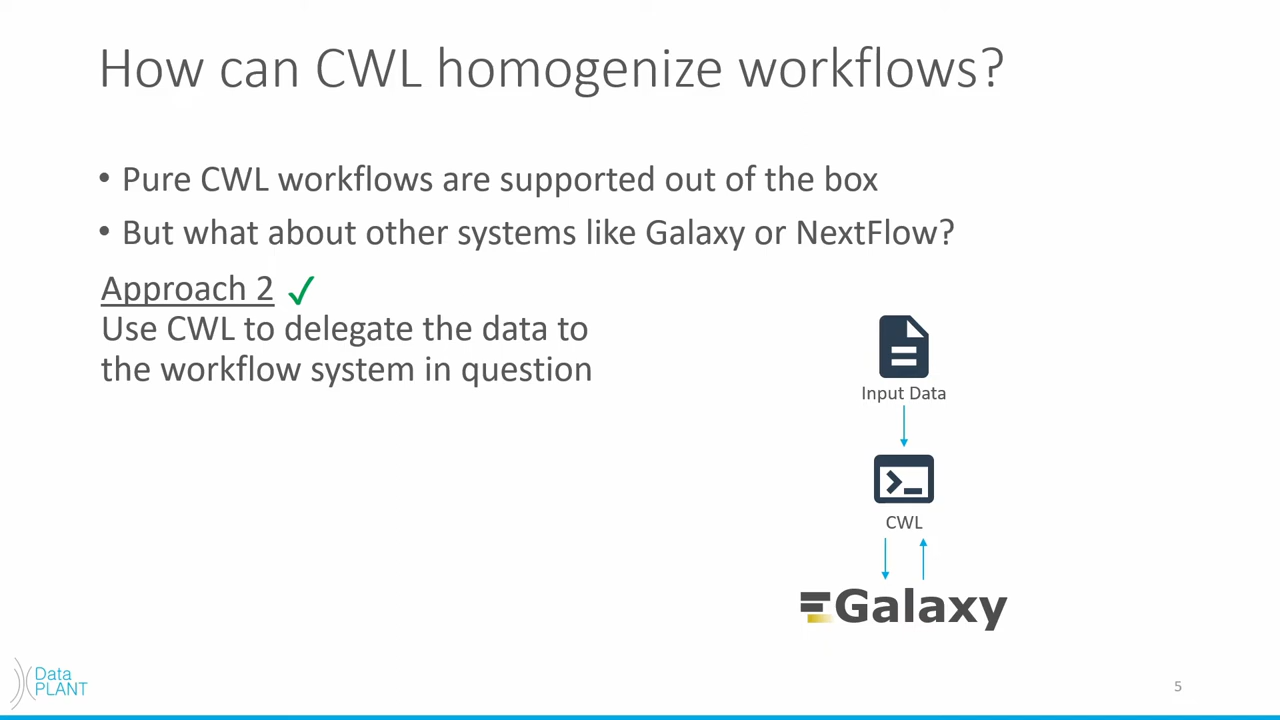 How can CWL homogenize workflows?
• Pure CWL workflows are supported out of the box
• But what about other systems like Galaxy or NextFlow?
Approach 2 ✓
Use CWL to delegate the data to
the workflow system in question
Input Data
CWL
Galaxy
Data
PLANT
5